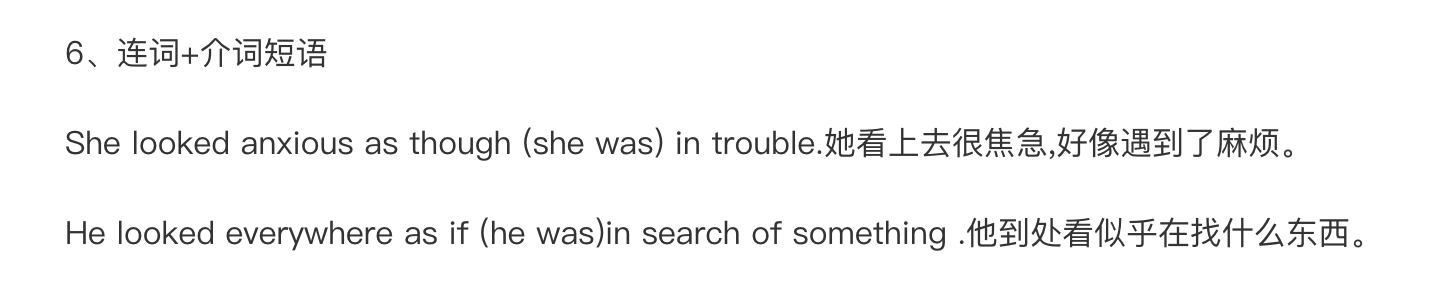 6、连词+介词短语
She looked anxious as though (she was) in trouble.她看上去很焦急,好像遇到了麻烦。
He looked everywhere as if (he was)in search of something .他到处看似乎在找什么东西。